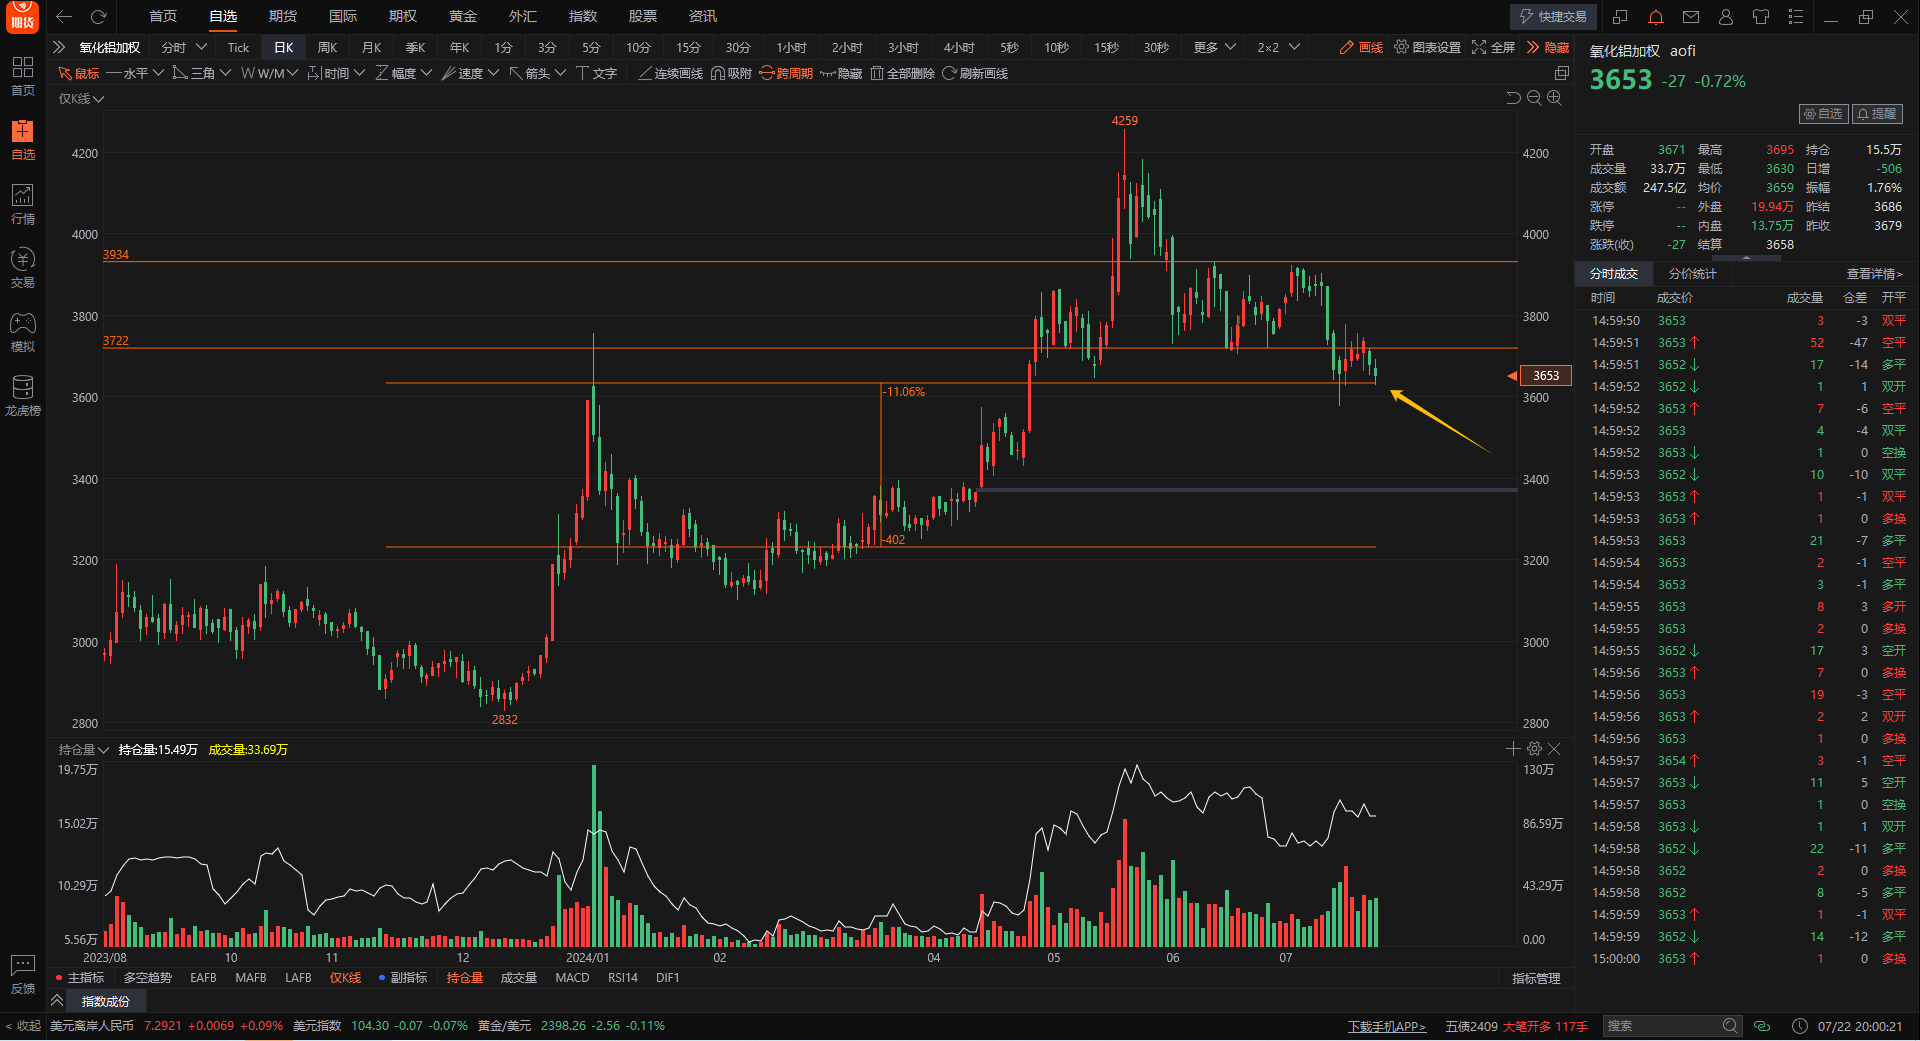 期货
首页 自选 期货 国际 期权 黄金 外汇 指数 股票 资讯
快捷交易
首页
自选
行情
交易
模拟
龙虎榜
反馈
氧化铝加权 分时 Tick 日K 周K 月K 季K 年K 1分 3分 5分 10分 15分 30分 1小时 2小时 3小时 4小时 5秒 10秒 15秒 30秒 更多 2×2 画线 图表设置 全屏 隐藏
鼠标 水平 三角 W/M 时间 幅度 速度 箭头 文字 连续画线 吸附 跨周期 隐藏 全部删除 刷新画线
仅K线
4259
4200 4200
4000 4000
3934
3800 3800
3722
3653
3600 3600
-11.06%
3400 3400
-402
3200 3200
3000 3000
2832
2800 2800
持仓量 持仓量:15.49万 成交量:33.69万
19.75万 130万
15.02万 86.59万
10.29万 43.29万
5.56万 0.00
2023/08 10 11 12 2024/01 02 04 05 06 07
主指标 多空趋势 EAFB MAFB LAFB 仅K线 副指标 持仓量 成交量 MACD RSI14 DIF1 指标管理
指数成份
氧化铝加权 aofi
3653 -27 -0.72%
自选 提醒
开盘 3671 最高 3695 持仓 15.5万
成交量 33.7万 最低 3630 日增 -506
成交额 247.5亿 均价 3659 振幅 1.76%
涨停 -- 外盘 19.94万 昨结 3686
跌停 -- 内盘 13.75万 昨收 3679
涨跌(收) -27 结算 3658
分时成交 分价统计 查看详情>
时间 成交价 成交量 仓差 开平
14:59:50 3653 3 -3 双平
14:59:51 3653↑ 52 -47 空平
14:59:51 3652↓ 17 -14 多平
14:59:52 3652↓ 1 1 双开
14:59:52 3653↑ 7 -6 空平
14:59:52 3653 4 -4 双平
14:59:52 3653↓ 1 0 空换
14:59:53 3652↓ 10 -10 双平
14:59:53 3653↑ 1 -1 双平
14:59:53 3653↑ 1 0 多换
14:59:53 3653 21 -7 多平
14:59:54 3653 2 -1 空平
14:59:54 3653 3 -1 多平
14:59:55 3653 8 3 多开
14:59:55 3653 2 0 多换
14:59:55 3652↓ 17 3 空开
14:59:56 3653↑ 7 0 多换
14:59:56 3653 19 -3 空平
14:59:56 3653↑ 2 2 双开
14:59:56 3653 1 0 多换
14:59:57 3654↑ 3 -1 空平
14:59:57 3653↓ 11 5 空开
14:59:57 3653 1 0 空换
14:59:58 3653↓ 1 1 双开
14:59:58 3652↓ 22 -11 多平
14:59:58 3652 2 0 多换
14:59:58 3652 8 -5 多平
14:59:59 3653↑ 1 -1 双平
14:59:59 3652↓ 14 -12 多平
15:00:00 3653↑ 1 0 多换
< 收起 美元离岸人民币 7.2921 +0.0069 +0.09% 美元指数 104.30 -0.07 -0.07% 黄金/美元 2398.26 -2.56 -0.11% 下载手机APP> 五债2409 大笔开多 117手 搜索 07/22 20:00:21